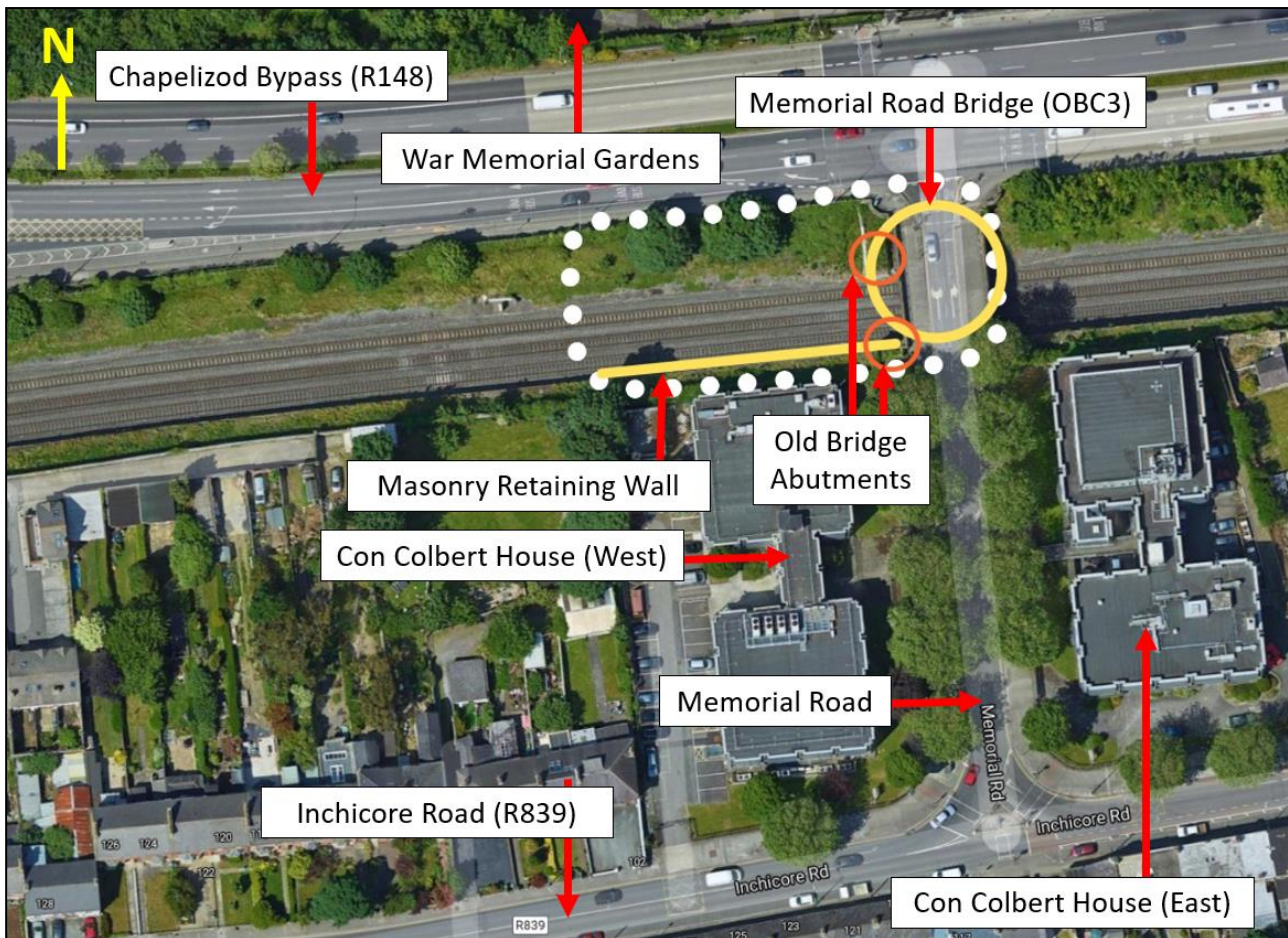 N
Chapelizod Bypass (R148)
War Memorial Gardens
Memorial Road Bridge (OBC3)
Masonry Retaining Wall
Old Bridge
Abutments
Con Colbert House (West)
Memorial Road
Memorial Rd
Inchicore Road (R839)
Inchicore Rd
Inchicore Rd
R839
Con Colbert House (East)
126
124
120
122
128
102
125
123
121